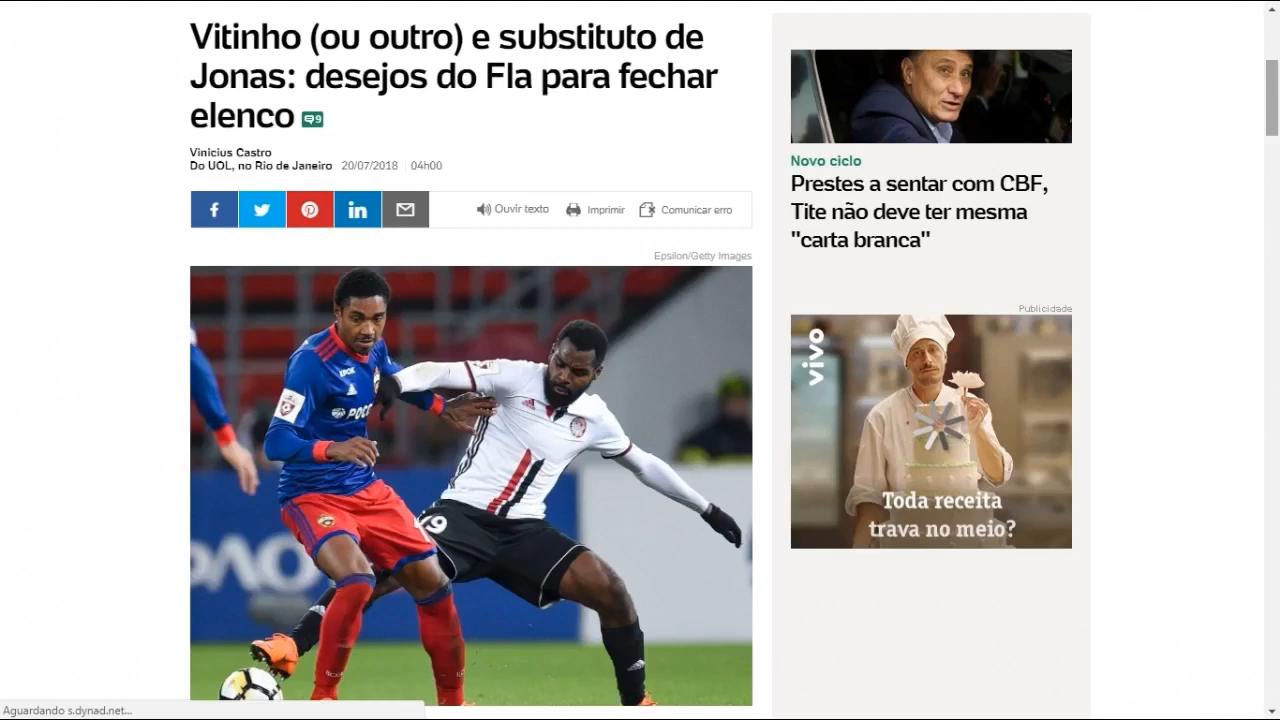 Vitinho (ou outro) e substituto de
Jonas: desejos do Fla para fechar
elenco 9
Vinicius Castro
Do UOL, no Rio de Janeiro 20/07/2018 04h00
Ouvir texto Imprimir Comunicar erro
Epsilon/Getty Images
Novo ciclo
Prestes a sentar com CBF,
Tite não deve ter mesma
"carta branca"
Publicidade
vivo
Toda receita
trava no meio?
Aguardando s.dynad.net...